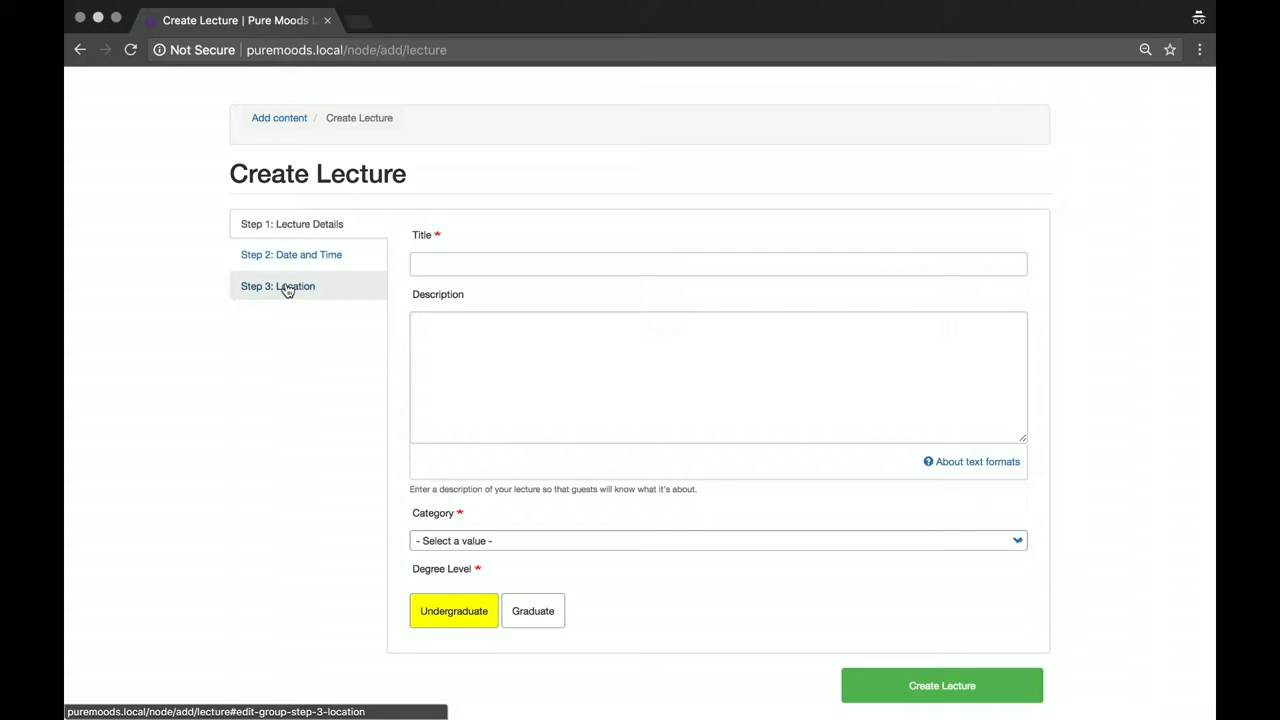 Create Lecture | Pure Moods L
Not Secure | puremoods.local/node/add/lecture
Add content / Create Lecture
Create Lecture
Step 1: Lecture Details
Step 2: Date and Time
Step 3: Location
Title *
Description
About text formats
Enter a description of your lecture so that guests will know what it's about.
Category *
- Select a value -
Degree Level *
Undergraduate
Graduate
Create Lecture
puremoods.local/node/add/lecture#edit-group-step-3-location